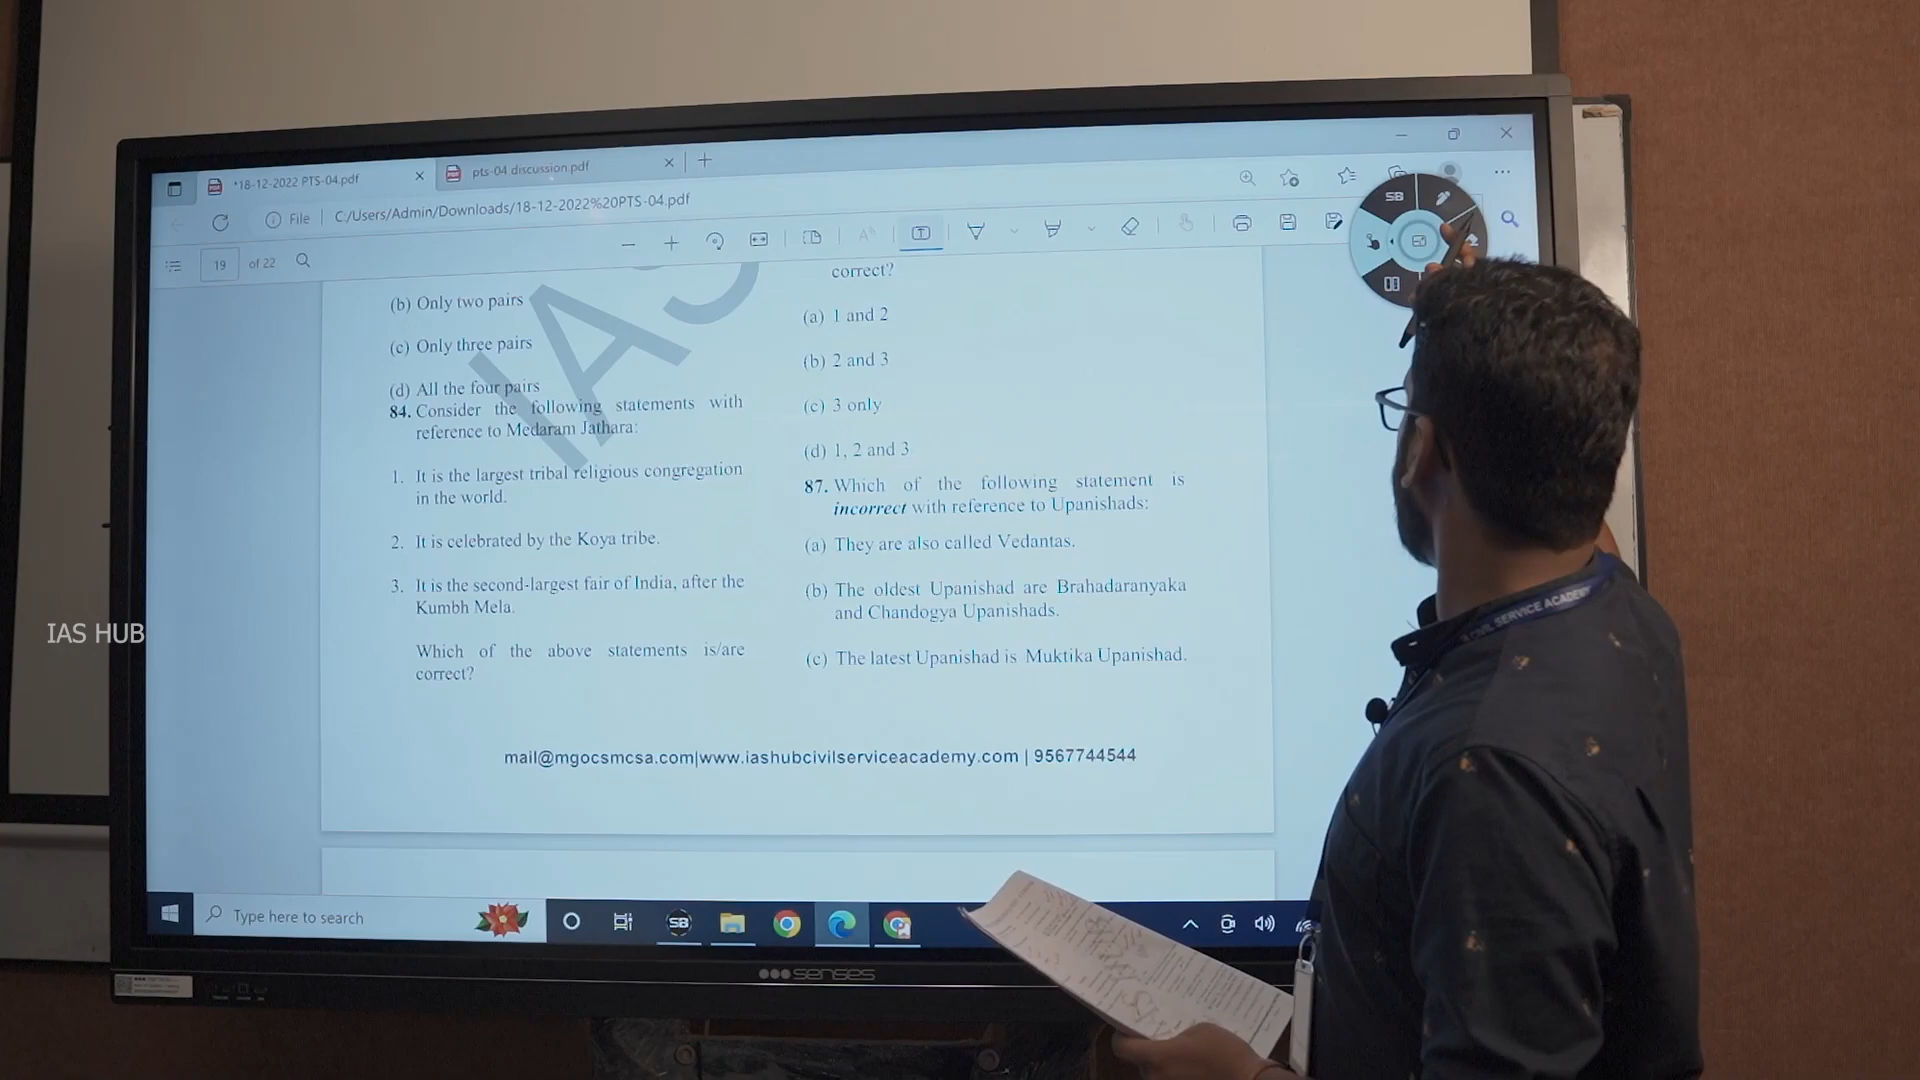 *18-12-2022 PTS-04.pdf
pts-04 discussion.pdf
File
C:/Users/Admin/Downloads/18-12-2022%20PTS-04.pdf
19 of 22
SB
IAS
(b) Only two pairs
(c) Only three pairs
(d) All the four pairs
84. Consider the following statements with
reference to Medaram Jathara:
1. It is the largest tribal religious congregation
in the world.
2. It is celebrated by the Koya tribe.
3. It is the second-largest fair of India, after the
Kumbh Mela.
Which of the above statements is/are
correct?
correct?
(a) 1 and 2
(b) 2 and 3
(c) 3 only
(d) 1, 2 and 3
87. Which of the following statement is
incorrect with reference to Upanishads:
(a) They are also called Vedantas.
(b) The oldest Upanishad are Brahadaranyaka
and Chandogya Upanishads.
(c) The latest Upanishad is Muktika Upanishad.
mail@mgocsmcsa.com|www.iashubcivilserviceacademy.com | 9567744544
Type here to search
SB
senses
IAS HUB
CIVIL SERVICE ACADEMY